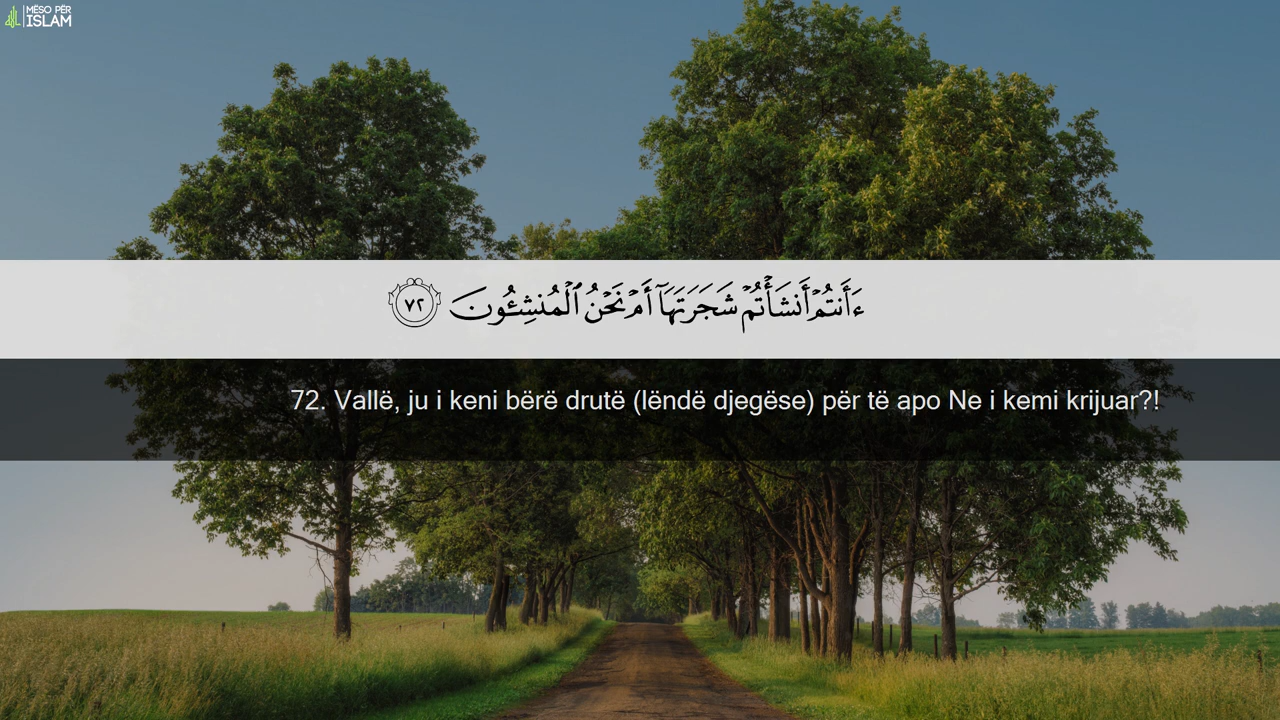 MËSO PËR
ISLAM
ءَأَنتُمْ أَنشَأْتُمْ شَجَرَتَهَآ أَمْ نَحْنُ ٱلْمُنشِـُٔونَ ٧٢
72. Vallë, ju i keni bërë drutë (lëndë djegëse) për të apo Ne i kemi krijuar?!